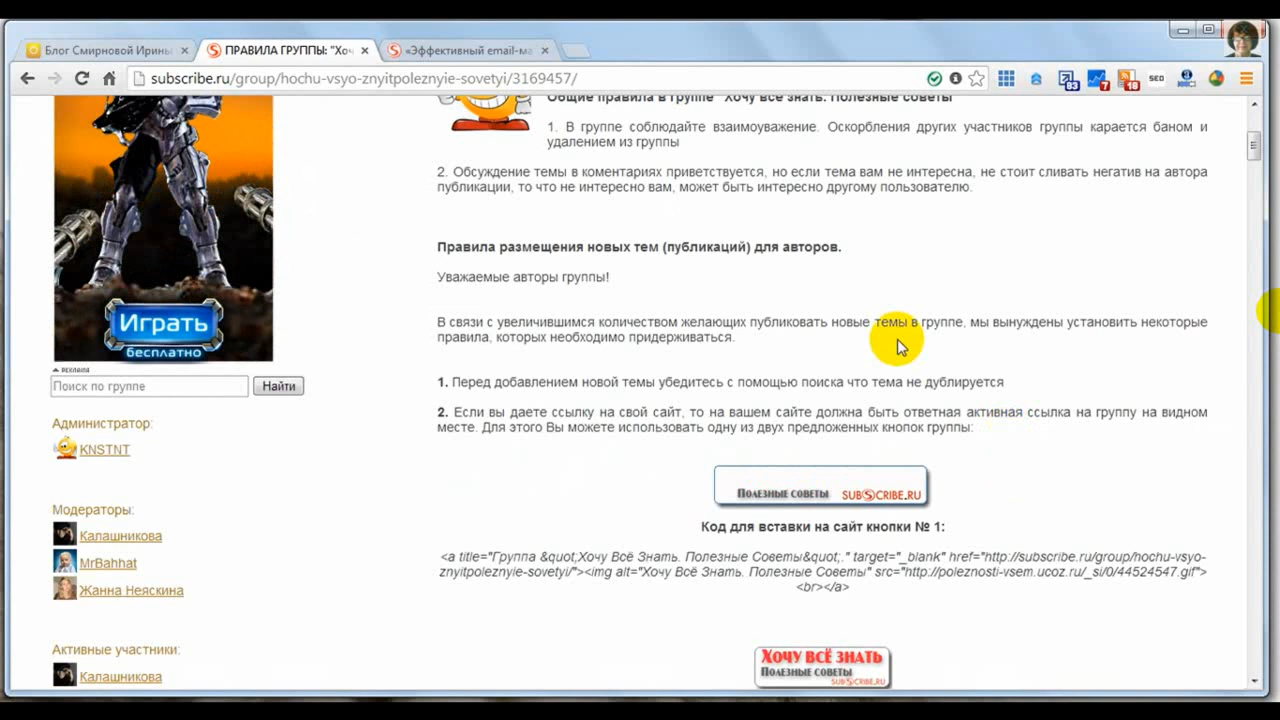 Блог Смирновой Ирины
ПРАВИЛА ГРУППЫ: "Хоч
«Эффективный email-ма
subscribe.ru/group/hochu-vsyo-znyitpoleznyie-sovetyi/3169457/
63
7
18
SEO
Общие правила в группе "Хочу всё знать. Полезные советы"
1. В группе соблюдайте взаимоуважение. Оскорбления других участников группы карается баном и
удалением из группы
2. Обсуждение темы в коментариях приветствуется, но если тема вам не интересна, не стоит сливать негатив на автора
публикации, то что не интересно вам, может быть интересно другому пользователю.
Правила размещения новых тем (публикаций) для авторов.
Уважаемые авторы группы!
В связи с увеличившимся количеством желающих публиковать новые темы в группе, мы вынуждены установить некоторые
правила, которых необходимо придерживаться.
1. Перед добавлением новой темы убедитесь с помощью поиска что тема не дублируется
2. Если вы даете ссылку на свой сайт, то на вашем сайте должна быть ответная активная ссылка на группу на видном
месте. Для этого Вы можете использовать одну из двух предложенных кнопок группы:
Полезные советы SUBSCRIBE.RU
Код для вставки на сайт кнопки № 1:
<a title="Группа &quot;Хочу Всё Знать. Полезные Советы&quot;." target="_blank" href="http://subscribe.ru/group/hochu-vsyo-
znyitpoleznyie-sovetyi/"><img alt="Хочу Всё Знать. Полезные Советы" src="http://poleznosti-vsem.ucoz.ru/_si/0/44524547.gif">
<br></a>
Хочу всё знать
Полезные советы
SUBSCRIBE.RU
Играть
бесплатно
РЕКЛАМА
Поиск по группе
Найти
Администратор:
KNSTNT
Модераторы:
Калашникова
MrBahhat
Жанна Неяскина
Активные участники:
Калашникова